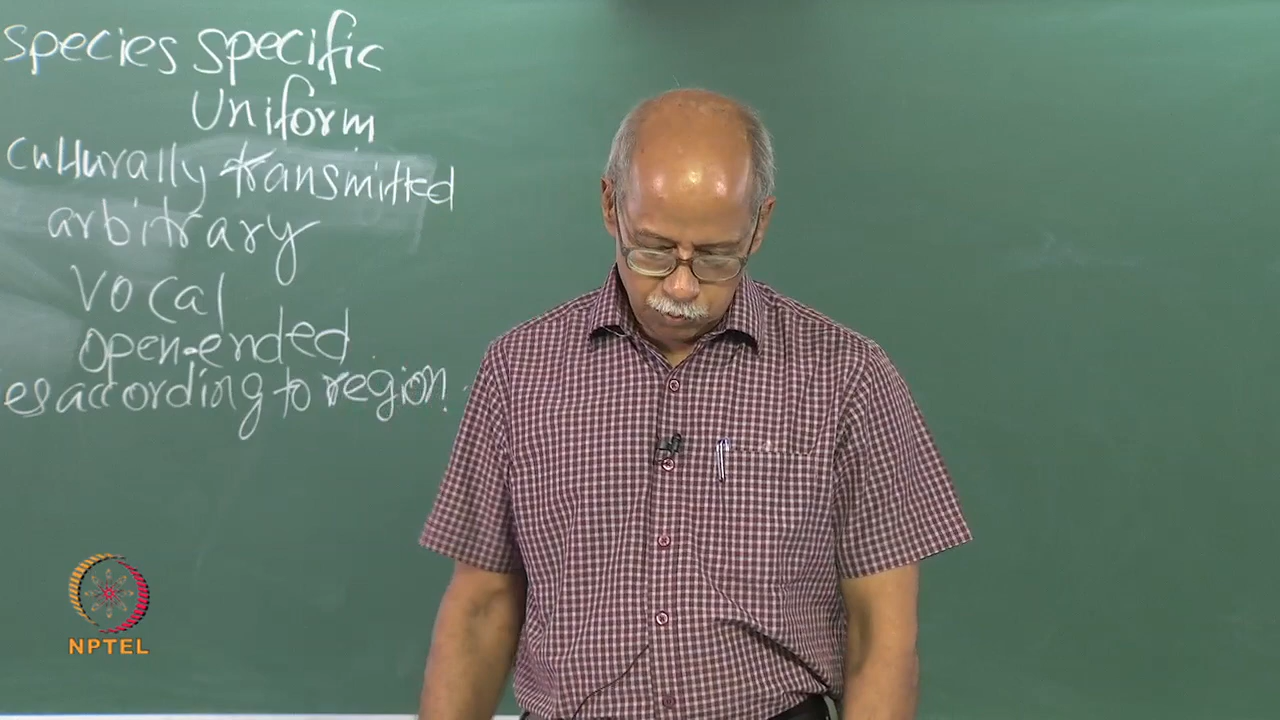 species specific
Uniform
culturally transmitted
arbitrary
vocal
open-ended
es according to region.
NPTEL